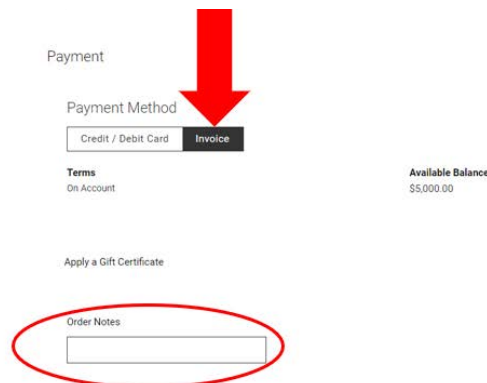 Payment
Payment Method
Credit / Debit Card Invoice
Terms Available Balance
On Account $5,000.00
Apply a Gift Certificate
Order Notes